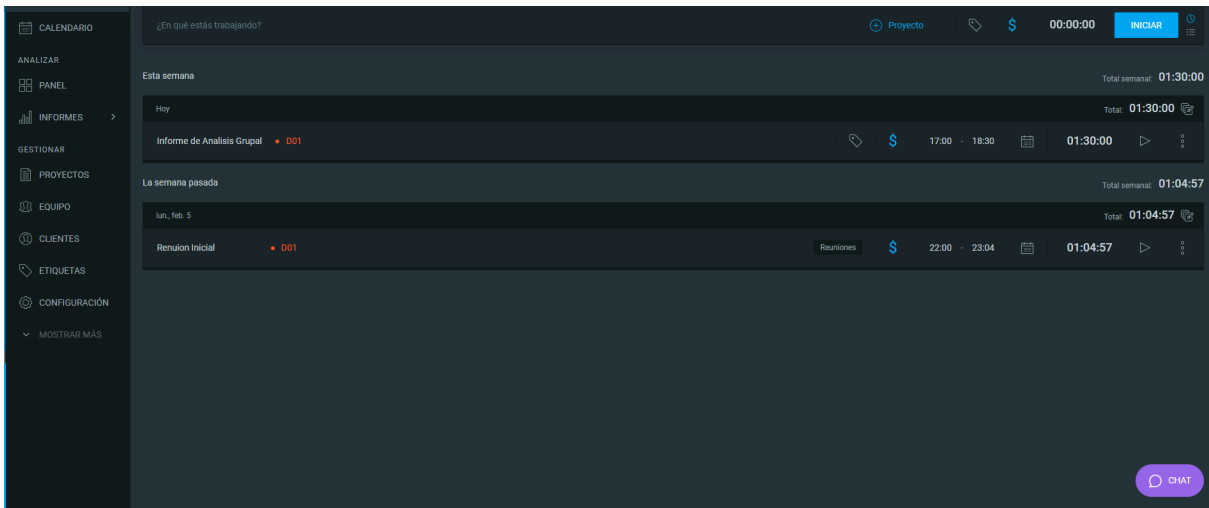 CALENDARIO
¿En qué estás trabajando? Proyecto $ 00:00:00 INICIAR
ANALIZAR
PANEL
INFORMES
GESTIONAR
PROYECTOS
EQUIPO
CLIENTES
ETIQUETAS
CONFIGURACIÓN
MOSTRAR MÁS
Esta semana Total semanal: 01:30:00
Hoy Total: 01:30:00
Informe de Analisis Grupal • D01 $ 17:00 - 18:30 01:30:00
La semana pasada Total semanal: 01:04:57
lun., feb. 5 Total: 01:04:57
Renuion Inicial • D01 Reuniones $ 22:00 - 23:04 01:04:57
CHAT